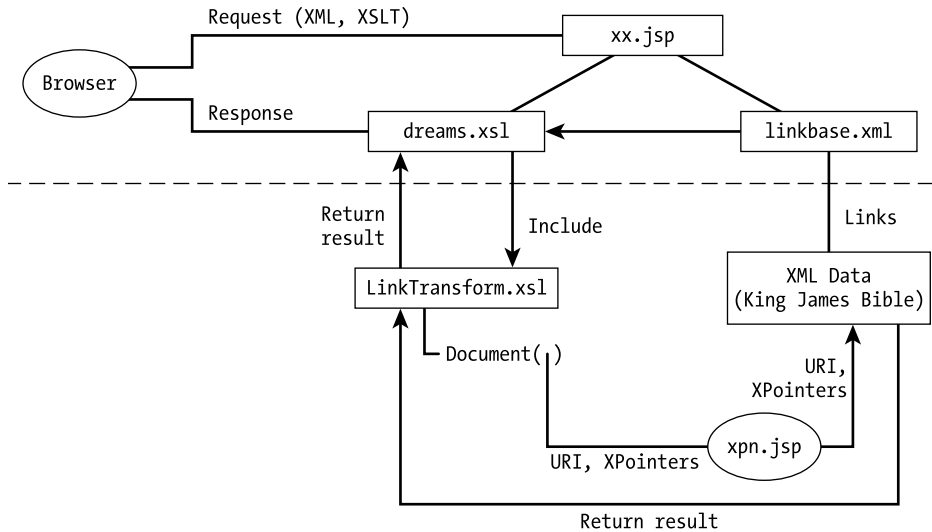 Request (XML, XSLT)
xx.jsp
Browser
Response
dreams.xsl
linkbase.xml
Return
result
Include
Links
LinkTransform.xsl
XML Data
(King James Bible)
Document( )
URI,
XPointers
xpn.jsp
URI, XPointers
Return result